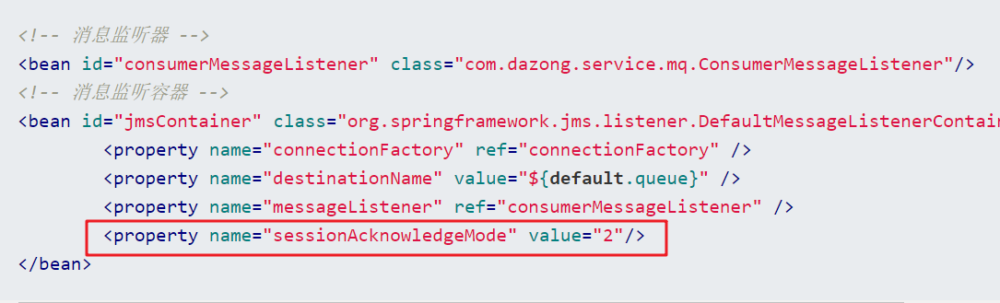 <!-- 消息监听器 -->
<bean id="consumerMessageListener" class="com.dazong.service.mq.ConsumerMessageListener"/>
<!-- 消息监听容器 -->
<bean id="jmsContainer" class="org.springframework.jms.listener.DefaultMessageListenerContai
<property name="connectionFactory" ref="connectionFactory" />
<property name="destinationName" value="${default.queue}" />
<property name="messageListener" ref="consumerMessageListener" />
<property name="sessionAcknowledgeMode" value="2"/>
</bean>